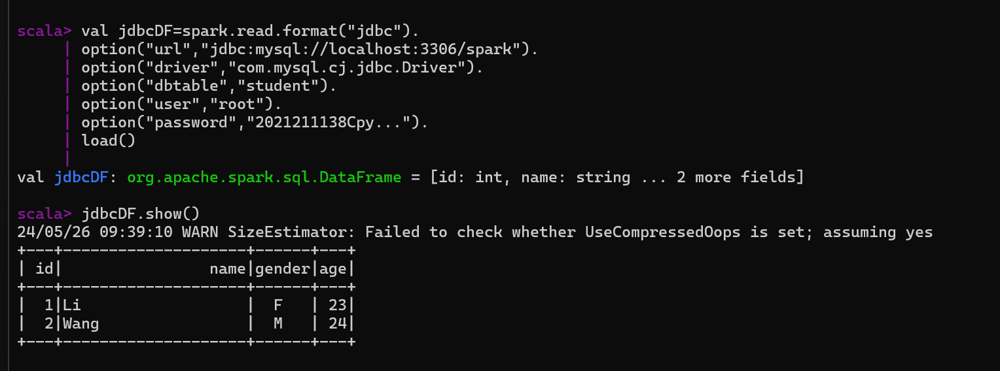 scala> val jdbcDF=spark.read.format("jdbc").
     | option("url","jdbc:mysql://localhost:3306/spark").
     | option("driver","com.mysql.cj.jdbc.Driver").
     | option("dbtable","student").
     | option("user","root").
     | option("password","2021211138Cpy...").
     | load()
     |
val jdbcDF: org.apache.spark.sql.DataFrame = [id: int, name: string ... 2 more fields]
scala> jdbcDF.show()
24/05/26 09:39:10 WARN SizeEstimator: Failed to check whether UseCompressedOops is set; assuming yes
+---+--------------------+------+---+
| id|                name|gender|age|
+---+--------------------+------+---+
|  1|Li                  |  F   | 23|
|  2|Wang                |  M   | 24|
+---+--------------------+------+---+